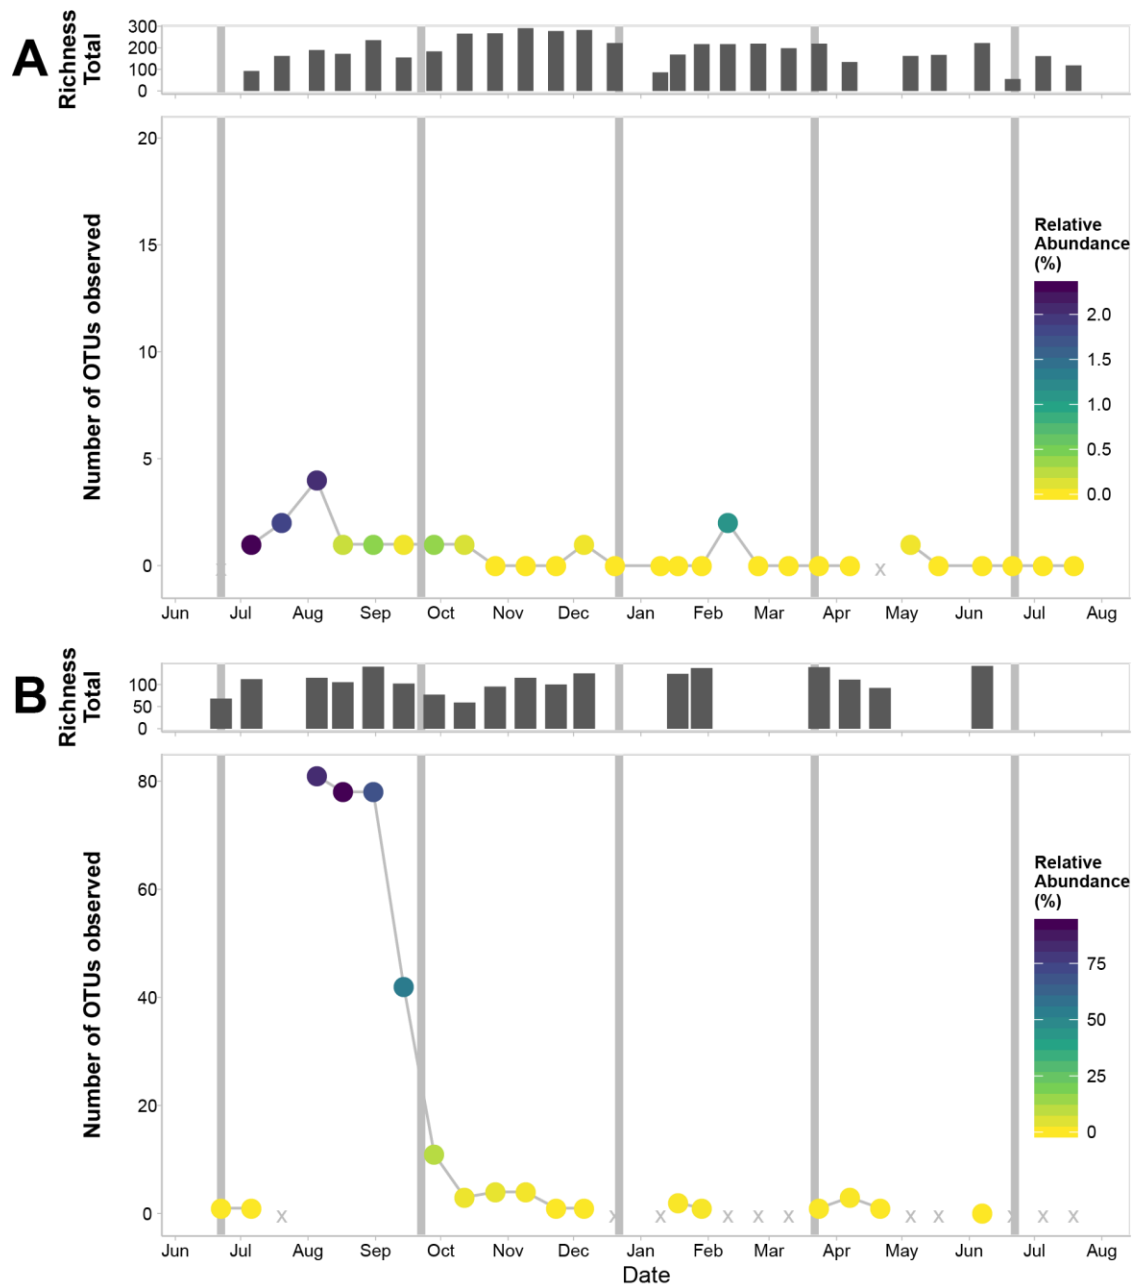 A
Richness
Total
300
200
100
0
Number of OTUs observed
20
15
10
5
0
x
x
Relative
Abundance
(%)
2.0
1.5
1.0
0.5
0.0
Jun Jul Aug Sep Oct Nov Dec Jan Feb Mar Apr May Jun Jul Aug
B
Richness
Total
100
50
0
Number of OTUs observed
80
60
40
20
0
x x x x x x x x x x x
Relative
Abundance
(%)
75
50
25
0
Jun Jul Aug Sep Oct Nov Dec Jan Feb Mar Apr May Jun Jul Aug
Date